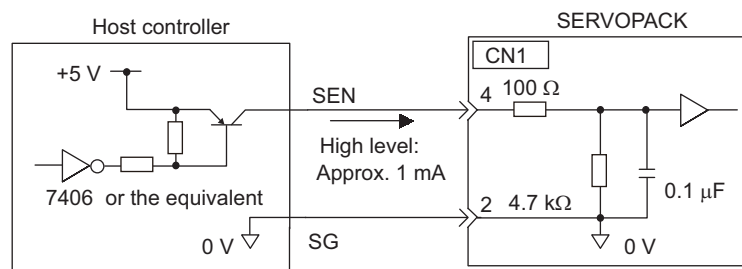 Host controller
SERVOPACK
CN1
+5 V
SEN
4
100 Ω
High level:
Approx. 1 mA
7406 or the equivalent
0 V
SG
2
4.7 kΩ
0.1 μF
0 V